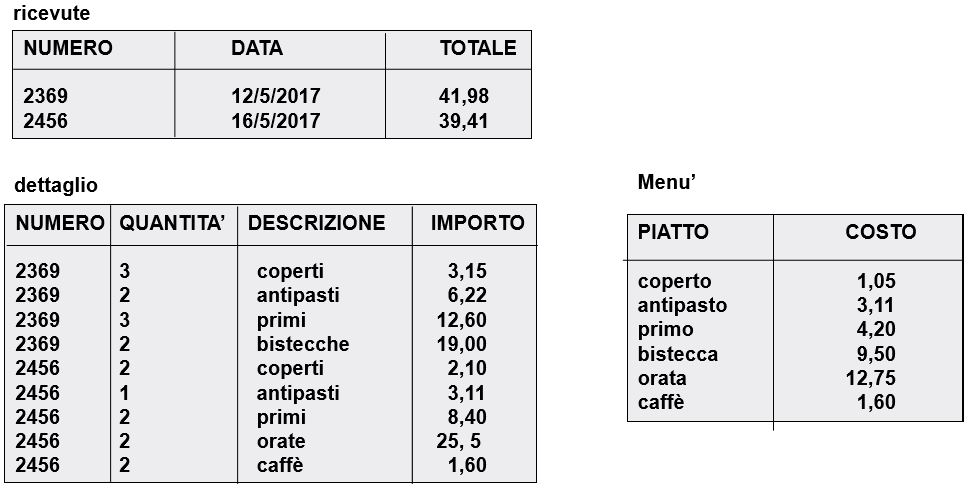 ricevute
NUMERO DATA TOTALE
2369 12/5/2017 41,98
2456 16/5/2017 39,41
dettaglio
NUMERO QUANTITA’ DESCRIZIONE IMPORTO
2369 3 coperti 3,15
2369 2 antipasti 6,22
2369 3 primi 12,60
2369 2 bistecche 19,00
2456 2 coperti 2,10
2456 1 antipasti 3,11
2456 2 primi 8,40
2456 2 orate 25, 5
2456 2 caffè 1,60
Menu’
PIATTO COSTO
coperto 1,05
antipasto 3,11
primo 4,20
bistecca 9,50
orata 12,75
caffè 1,60